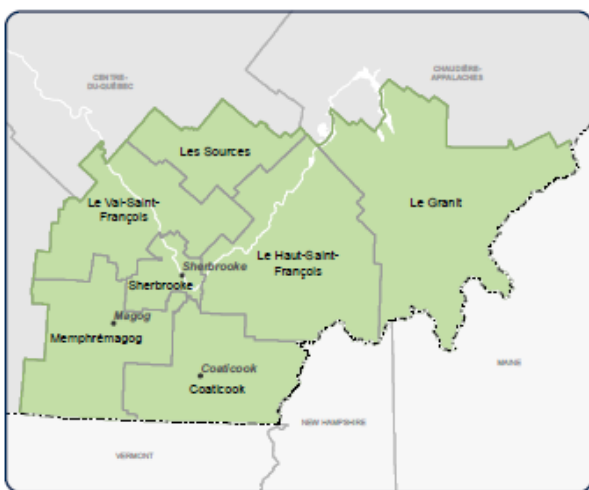 CENTRE-
DU-QUÉBEC
CHAUDIÈRE-
APPALACHES
Les Sources
Le Val-Saint-
François
Le Granit
Le Haut-Saint-
François
Sherbrooke
Sherbrooke
Magog
Memphrémagog
Coaticook
Coaticook
MAINE
NEW HAMPSHIRE
VERMONT